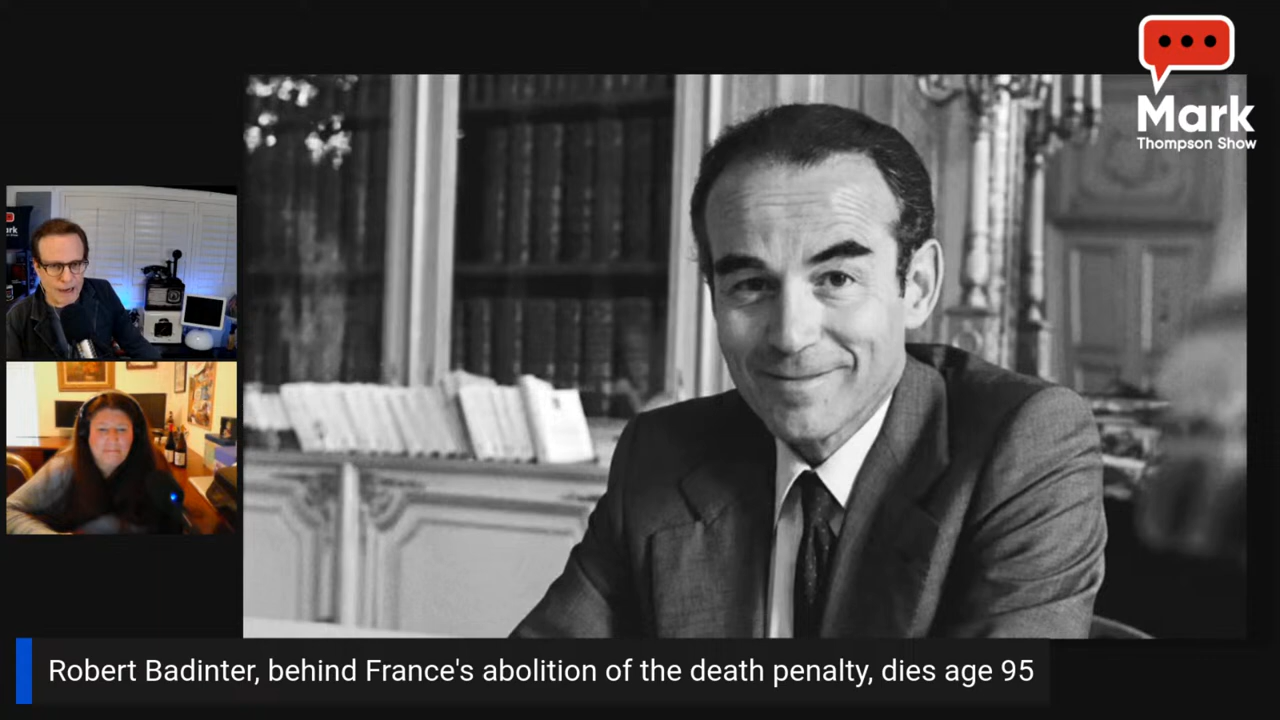 Mark
Thompson Show
Robert Badinter, behind France's abolition of the death penalty, dies age 95